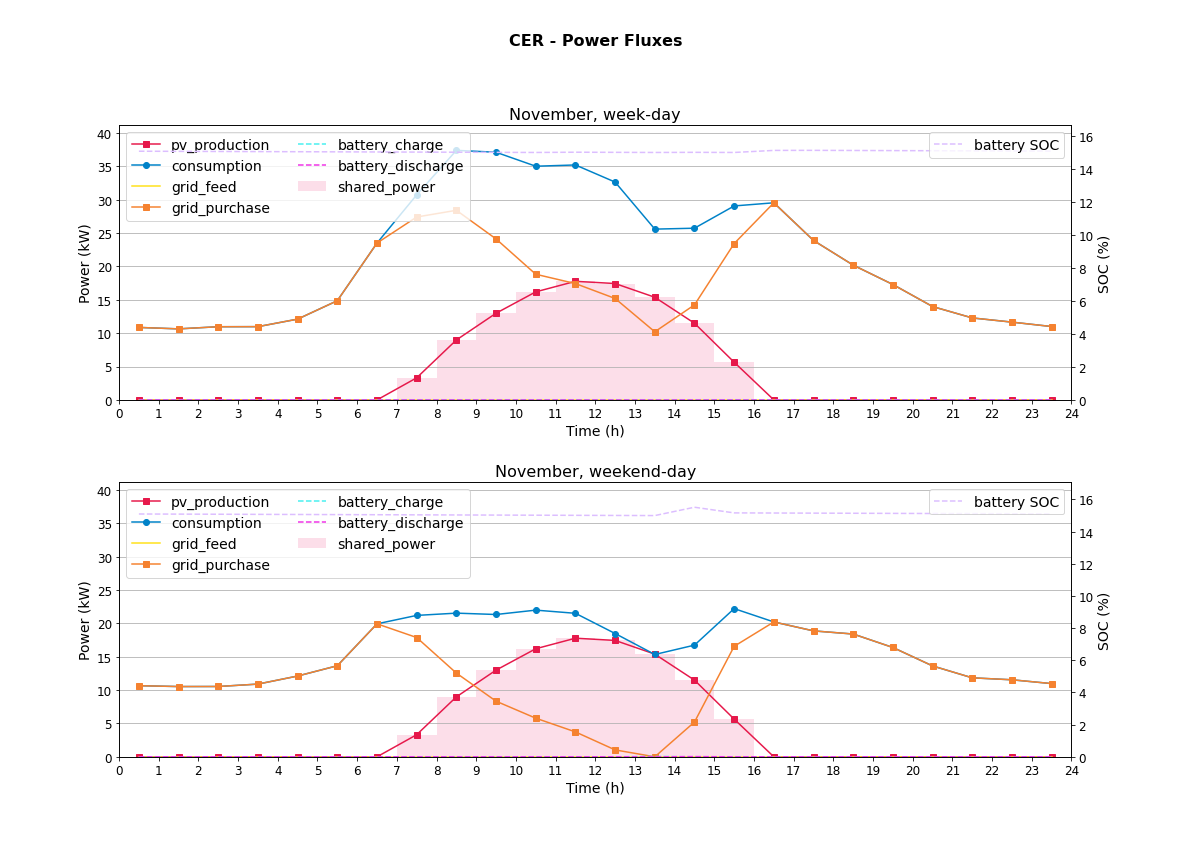 CER - Power Fluxes
November, week-day
pv_production
consumption
grid_feed
grid_purchase
battery_charge
battery_discharge
shared_power
battery SOC
Power (kW)
40
35
30
25
20
15
10
5
0
SOC (%)
16
14
12
10
8
6
4
2
0
0 1 2 3 4 5 6 7 8 9 10 11 12 13 14 15 16 17 18 19 20 21 22 23 24
Time (h)
November, weekend-day
pv_production
consumption
grid_feed
grid_purchase
battery_charge
battery_discharge
shared_power
battery SOC
Power (kW)
40
35
30
25
20
15
10
5
0
SOC (%)
16
14
12
10
8
6
4
2
0
0 1 2 3 4 5 6 7 8 9 10 11 12 13 14 15 16 17 18 19 20 21 22 23 24
Time (h)